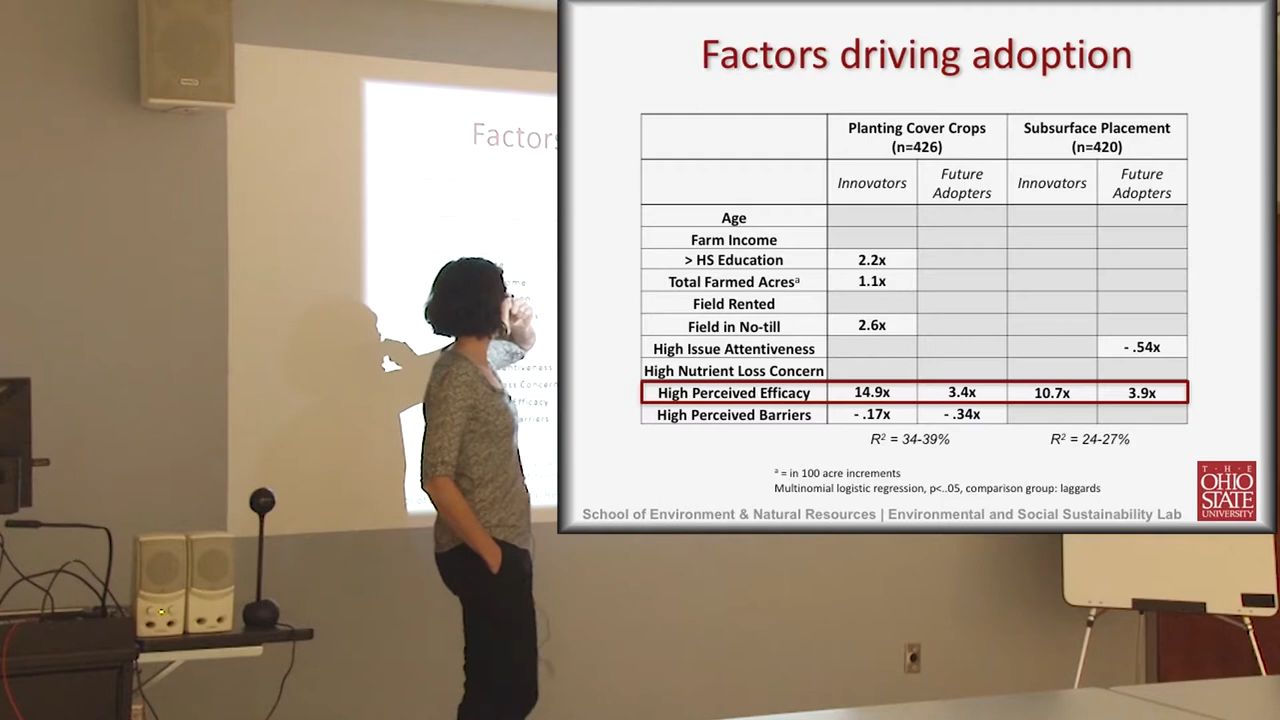 Factors driving adoption
Planting Cover Crops
(n=426)
Subsurface Placement
(n=420)
Innovators
Future
Adopters
Innovators
Future
Adopters
Age
Farm Income
> HS Education 2.2x
Total Farmed Acresª 1.1x
Field Rented
Field in No-till 2.6x
High Issue Attentiveness - .54x
High Nutrient Loss Concern
High Perceived Efficacy 14.9x 3.4x 10.7x 3.9x
High Perceived Barriers - .17x - .34x
R² = 34-39% R² = 24-27%
ª = in 100 acre increments
Multinomial logistic regression, p<..05, comparison group: laggards
School of Environment & Natural Resources | Environmental and Social Sustainability Lab
T · H · E
OHIO
STATE
UNIVERSITY
Factors